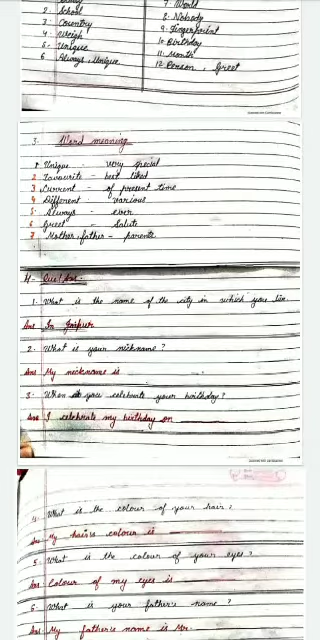 2. School
3. Country
4. Weigh
5. Unique
6 Always, Unique
7. World
8. Nobody
9. Fingerprint
10. Birthday
11. Month
12. Person, Greet
3. Word meaning
1 Unique - very special
2 Favourite - best liked
3 Current - of present time
4 Different - various
5 Always - ever
6 Greet - Salute
7 Mother, father - parents
4- Que/Ans-
1. What is the name of the city in which you live.
Ans In Jaipur
2. What is your nickname?
Ans My nickname is
3. When do you celebrate your birthday?
Ans I celebrate my birthday on
4. What is the colour of your hair?
Ans My hair's colour is
5. What is the colour of your eyes?
Ans: Colour of my eyes is
6. What is your father's name?
Ans: My father's name is Mr.